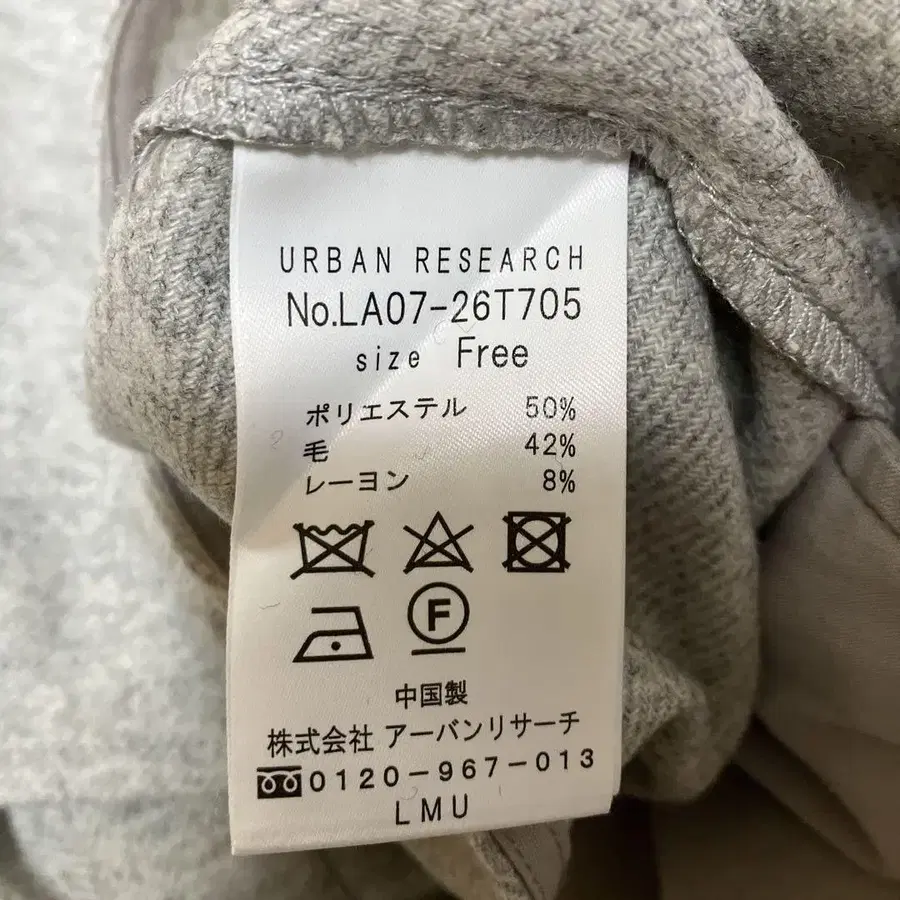 URBAN RESEARCH
No.LA07-26T705
size Free
ポリエステル 50%
毛 42%
レーヨン 8%
F
中国製
株式会社 アーバンリサーチ
0120-967-013
LMU